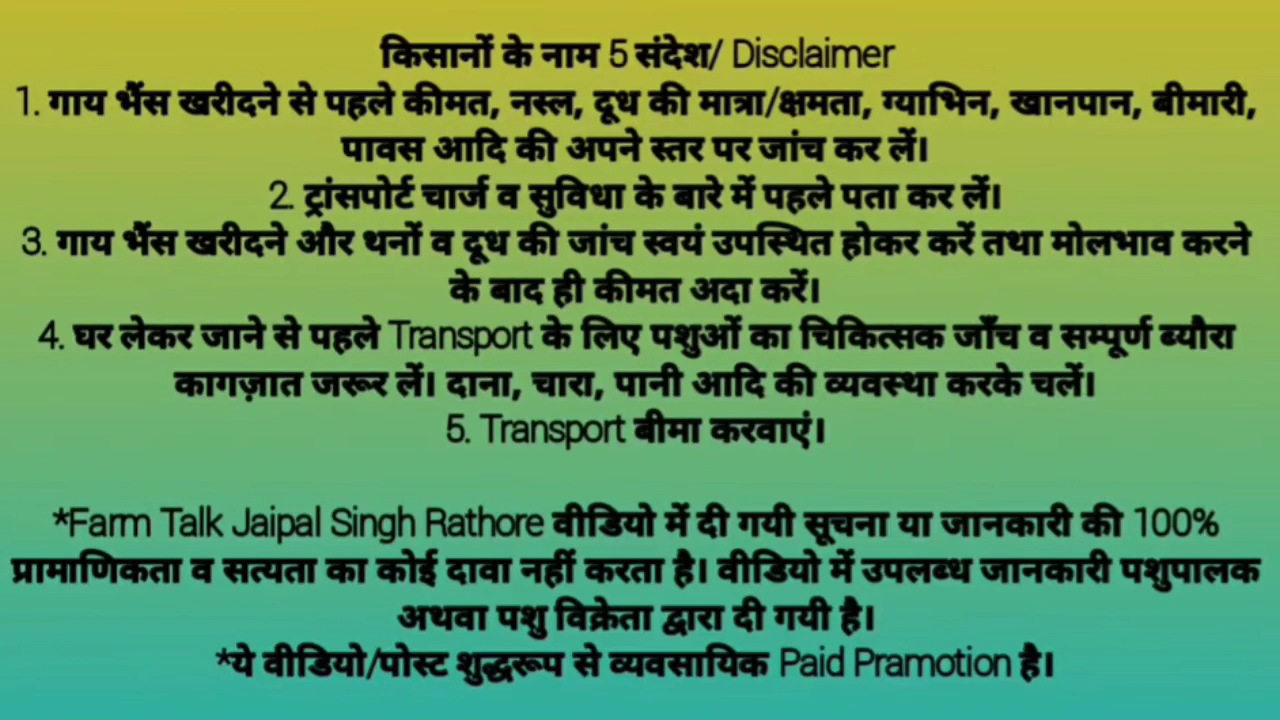 किसानों के नाम 5 संदेश/ Disclaimer
1. गाय भैंस खरीदने से पहले कीमत, नस्ल, दूध की मात्रा/क्षमता, ग्याभिन, खानपान, बीमारी,
पावस आदि की अपने स्तर पर जांच कर लें।
2. ट्रांसपोर्ट चार्ज व सुविधा के बारे में पहले पता कर लें।
3. गाय भैंस खरीदने और थनों व दूध की जांच स्वयं उपस्थित होकर करें तथा मोलभाव करने
के बाद ही कीमत अदा करें।
4. घर लेकर जाने से पहले Transport के लिए पशुओं का चिकित्सक जाँच व सम्पूर्ण ब्यौरा
कागज़ात जरूर लें। दाना, चारा, पानी आदि की व्यवस्था करके चलें।
5. Transport बीमा करवाएं।
*Farm Talk Jaipal Singh Rathore वीडियो में दी गयी सूचना या जानकारी की 100%
प्रामाणिकता व सत्यता का कोई दावा नहीं करता है। वीडियो में उपलब्ध जानकारी पशुपालक
अथवा पशु विक्रेता द्वारा दी गयी है।
*ये वीडियो/पोस्ट शुद्धरूप से व्यवसायिक Paid Pramotion है।